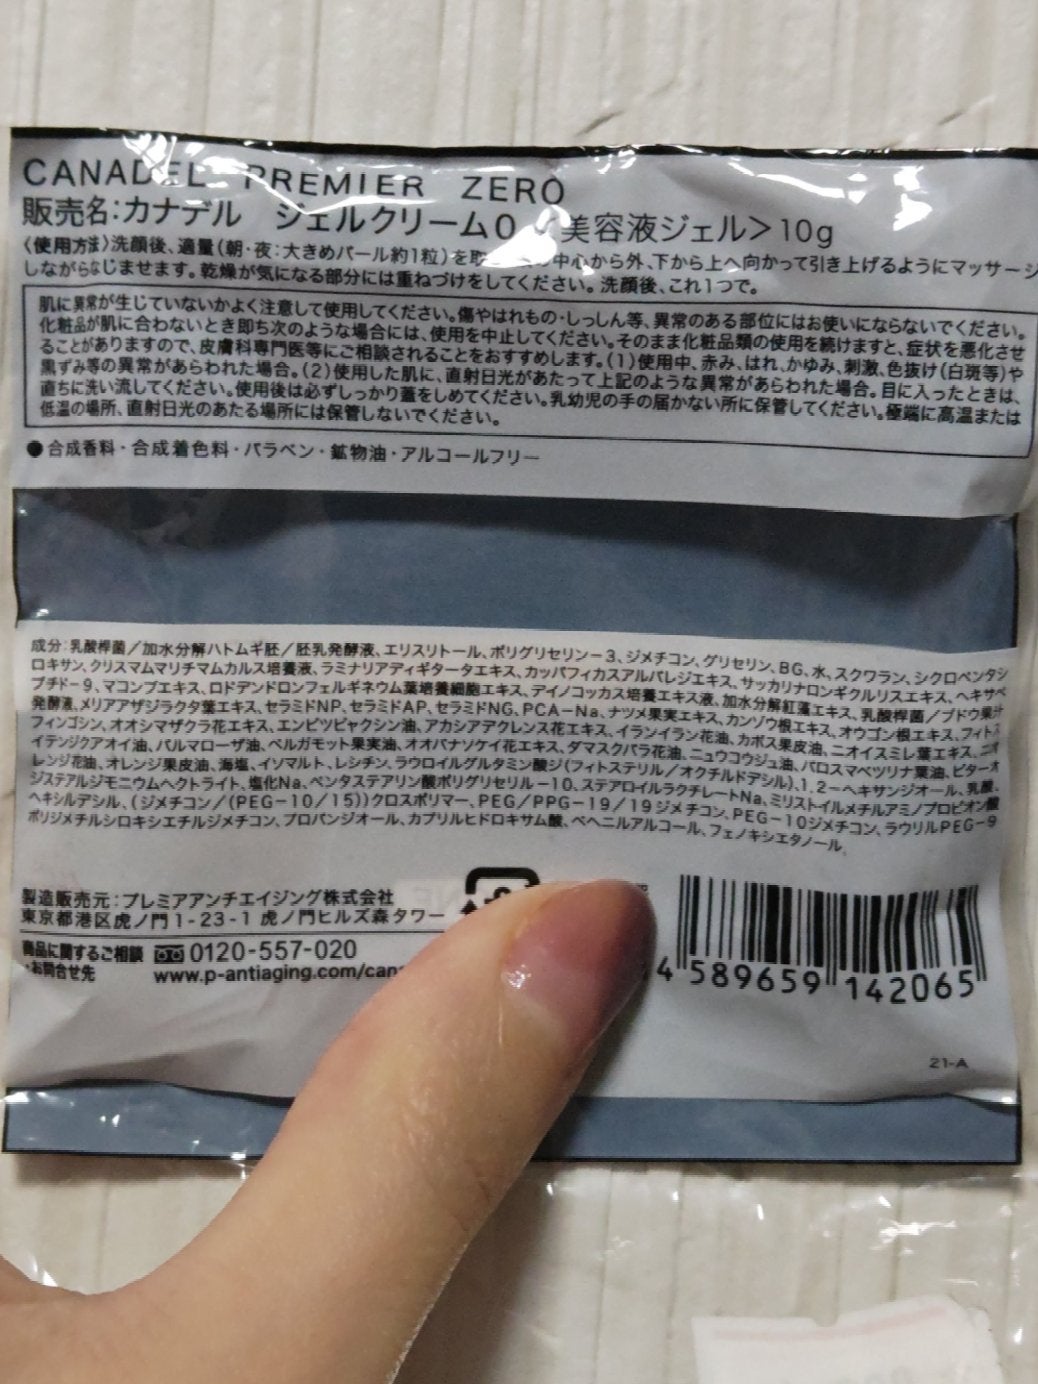 CANADEL PREMIER ZERO
販売名:カナデル ジェルクリーム0 <美容液ジェル>10g
〈使用方法〉洗顔後、適量(朝・夜:大きめパール約1粒)を 中心から外、下から上へ向かって引き上げるようにマッサージ
しながらなじませます。乾燥が気になる部分には重ねづけをしてください。洗顔後、これ1つで。
肌に異常が生じていないかよく注意して使用してください。傷やはれもの・しっしん等、異常のある部位にはお使いにならないでください。
化粧品が肌に合わないとき即ち次のような場合には、使用を中止してください。そのまま化粧品類の使用を続けますと、症状を悪化させ
ることがありますので、皮膚科専門医等にご相談されることをおすすめします。(1)使用中、赤み、はれ、かゆみ、刺激、色抜け(白斑等)や
黒ずみ等の異常があらわれた場合。(2)使用した肌に、直射日光があたって上記のような異常があらわれた場合。目に入ったときは、
直ちに洗い流してください。使用後は必ずしっかり蓋をしめてください。乳幼児の手の届かない所に保管してください。極端に高温または
低温の場所、直射日光のあたる場所には保管しないでください。
●合成香料・合成着色料・パラベン・鉱物油・アルコールフリー
成分:乳酸桿菌/加水分解ハトムギ胚/胚乳発酵液、エリスリトール、ポリグリセリン-3、ジメチコン、グリセリン、BG、水、スクワラン、シクロペンタシ
ロキサン、クリスマムマリチマムカルス培養液、ラミナリアディギタータエキス、カッパフィカスアルバレジエキス、サッカリナロンギクルリスエキス、ヘキサペ
プチド-9、マコンブエキス、ロドデンドロンフェルギネウム葉培養細胞エキス、デイノコッカス培養エキス液、加水分解紅藻エキス、乳酸桿菌/ブドウ果汁
発酵液、メリアアザジラクタ葉エキス、セラミドNP、セラミドAP、セラミドNG、PCA-Na、ナツメ果実エキス、カンゾウ根エキス、オウゴン根エキス、フィトス
フィンゴシン、オオシマザクラ花エキス、エンピツビャクシン油、アカシアデクレンス花エキス、イランイラン花油、カボス果皮油、ニオイスミレ葉エキス、ニオ
イテンジクアオイ油、パルマローザ油、ベルガモット果実油、オオバナソケイ花エキス、ダマスクバラ花油、ニュウコウジュ油、バロスマベツリナ葉油、ビターオ
レンジ花油、オレンジ果皮油、海塩、イソマルト、レシチン、ラウロイルグルタミン酸ジ(フィトステリル/オクチルドデシル)、1,2-ヘキサンジオール、乳酸、
ジステアルジモニウムヘクトライト、塩化Na、ペンタステアリン酸ポリグリセリル-10、ステアロイルラクチレートNa、ミリストイルメチルアミノプロピオン酸
ヘキシルデシル、(ジメチコン/(PEG-10/15))クロスポリマー、PEG/PPG-19/19ジメチコン、PEG-10ジメチコン、ラウリルPEG-9
ポリジメチルシロキシエチルジメチコン、プロパンジオール、カプリルヒドロキサム酸、ベヘニルアルコール、フェノキシエタノール
製造販売元:プレミアアンチエイジング株式会社
東京都港区虎ノ門1-23-1 虎ノ門ヒルズ森タワー
商品に関するご相談 0120-557-020
・お問合せ先 www.p-antiaging.com/can
4 589659 142065
21-A